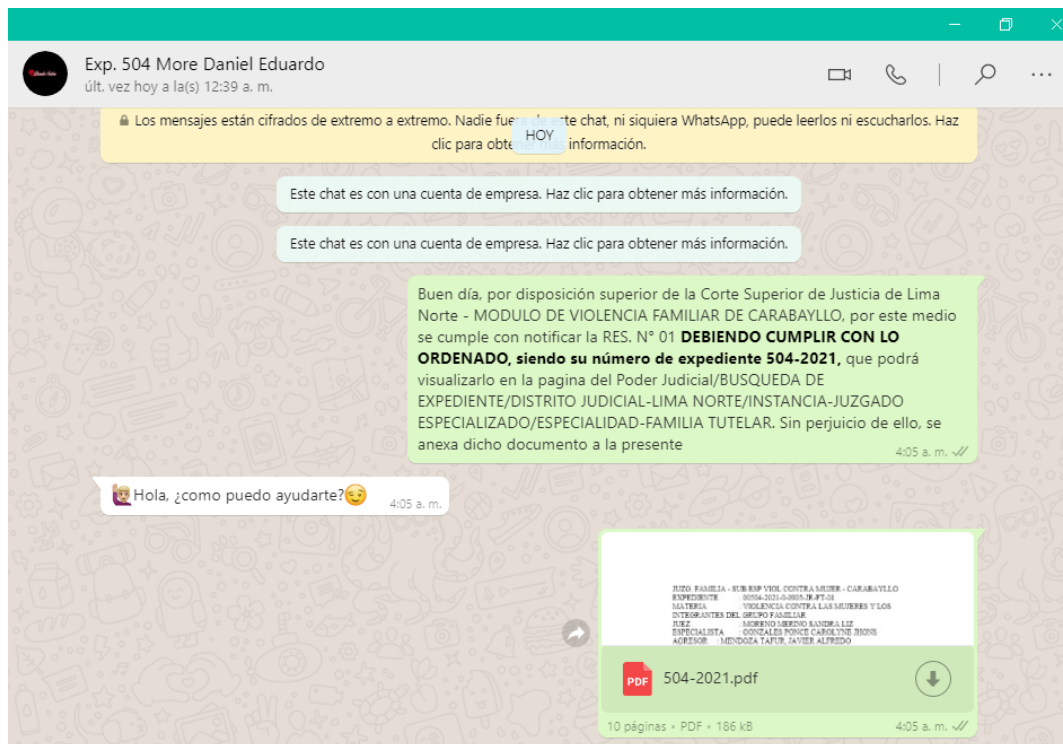 Exp. 504 More Daniel Eduardo
últ. vez hoy a la(s) 12:39 a. m.
Los mensajes están cifrados de extremo a extremo. Nadie fuera de este chat, ni siquiera WhatsApp, puede leerlos ni escucharlos. Haz
HOY
clic para obtener más información.
Este chat es con una cuenta de empresa. Haz clic para obtener más información.
Este chat es con una cuenta de empresa. Haz clic para obtener más información.
Buen día, por disposición superior de la Corte Superior de Justicia de Lima
Norte - MODULO DE VIOLENCIA FAMILIAR DE CARABAYLLO, por este medio
se cumple con notificar la RES. N° 01 DEBIENDO CUMPLIR CON LO
ORDENADO, siendo su número de expediente 504-2021, que podrá
visualizarlo en la pagina del Poder Judicial/BUSQUEDA DE
EXPEDIENTE/DISTRITO JUDICIAL-LIMA NORTE/INSTANCIA-JUZGADO
ESPECIALIZADO/ESPECIALIDAD-FAMILIA TUTELAR. Sin perjuicio de ello, se
anexa dicho documento a la presente
4:05 a. m.
Hola, ¿como puedo ayudarte?
4:05 a. m.
JUZG. FAMILIA - SUB ESP VIOL CONTRA MUJER - CARABAYLLO
EXPEDIENTE : 00504-2021-0-0905-JR-FT-01
MATERIA : VIOLENCIA CONTRA LAS MUJERES Y LOS
INTEGRANTES DEL GRUPO FAMILIAR
JUEZ : MORENO MERINO SANDRA LIZ
ESPECIALISTA : GONZALES PONCE CAROLYNE JHONS
AGRESOR : MENDOZA TAFUR, JAVIER ALFREDO
PDF
504-2021.pdf
10 páginas • PDF • 186 kB
4:05 a. m.